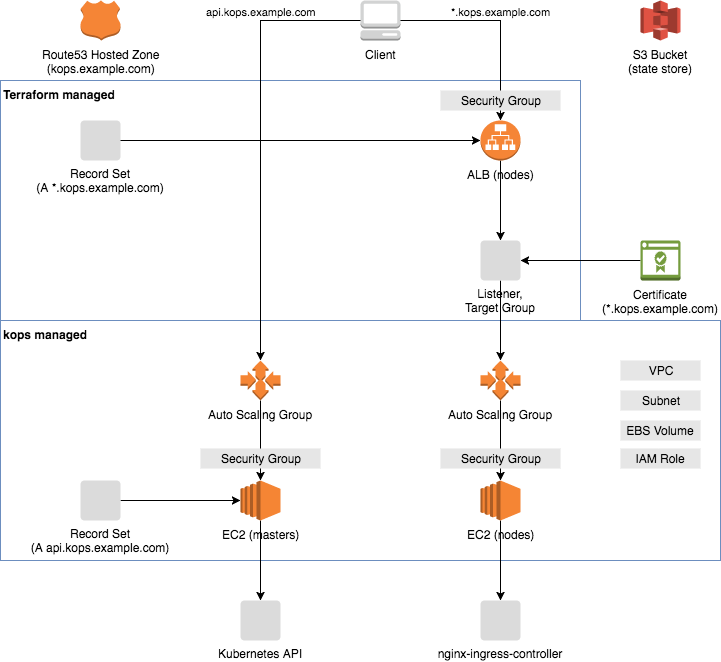 api.kops.example.com
*.kops.example.com
Route53 Hosted Zone
(kops.example.com)
Client
S3 Bucket
(state store)
Terraform managed
Security Group
Record Set
(A *.kops.example.com)
ALB (nodes)
Listener,
Target Group
Certificate
(*.kops.example.com)
kops managed
VPC
Auto Scaling Group
Auto Scaling Group
Subnet
EBS Volume
Security Group
Security Group
IAM Role
Record Set
(A api.kops.example.com)
EC2 (masters)
EC2 (nodes)
Kubernetes API
nginx-ingress-controller